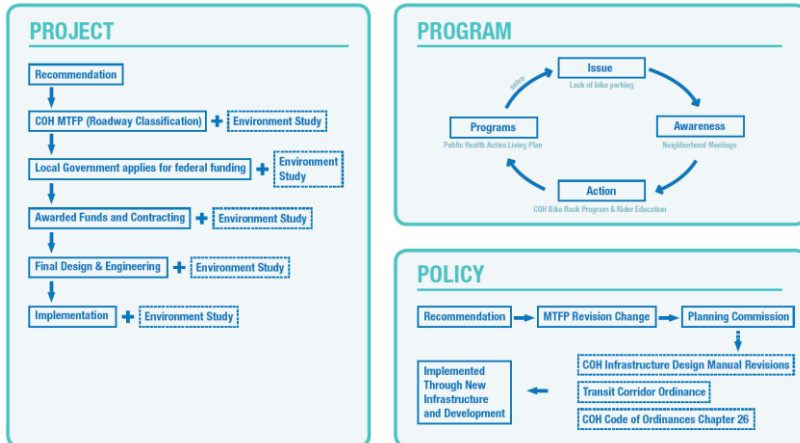 PROJECT
Recommendation
COH MTFP (Roadway Classification) + Environment Study
Local Government applies for federal funding + Environment
Study
Awarded Funds and Contracting + Environment Study
Final Design & Engineering + Environment Study
Implementation + Environment Study
PROGRAM
Issue
Lack of bike parking
solve
Programs
Public Health Active Living Plan
Awareness
Neighborhood Meetings
Action
COH Bike Rack Program & Rider Education
POLICY
Recommendation
MTFP Revision Change
Planning Commission
COH Infrastructure Design Manual Revisions
Transit Corridor Ordinance
COH Code of Ordinances Chapter 26
Implemented
Through New
Infrastructure
and Development